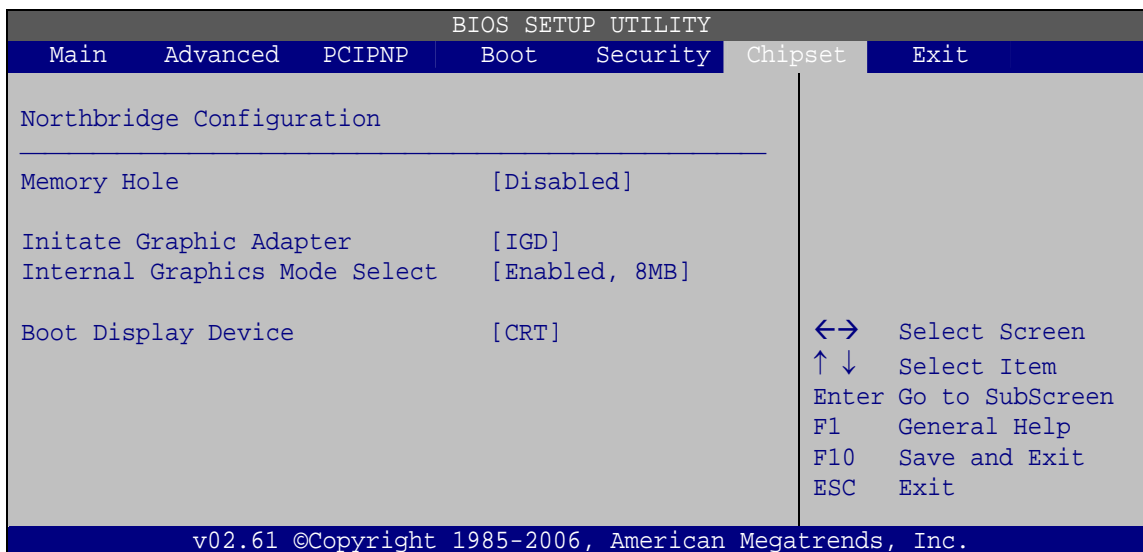 BIOS SETUP UTILITY
Main Advanced PCIPNP Boot Security Chipset Exit
Northbridge Configuration
Memory Hole [Disabled]
Initate Graphic Adapter [IGD]
Internal Graphics Mode Select [Enabled, 8MB]
Boot Display Device [CRT]
←→ Select Screen
↑ ↓ Select Item
Enter Go to SubScreen
F1 General Help
F10 Save and Exit
ESC Exit
v02.61 ©Copyright 1985-2006, American Megatrends, Inc.